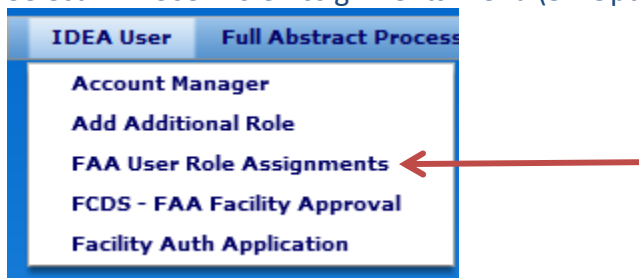 IDEA User Full Abstract Process
Account Manager
Add Additional Role
FAA User Role Assignments
FCDS - FAA Facility Approval
Facility Auth Application